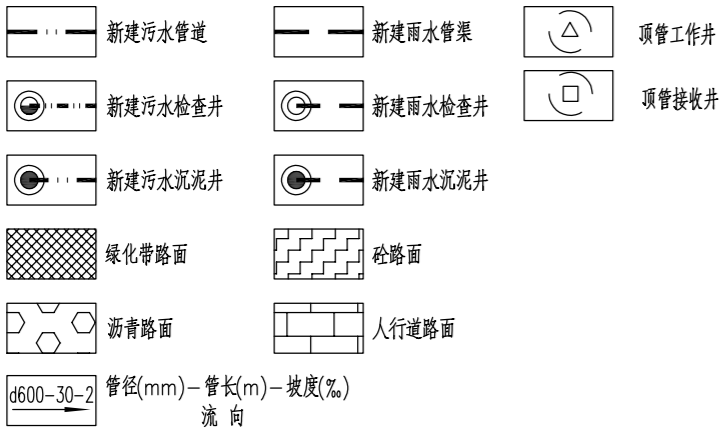 新建污水管道 新建雨水管渠 顶管工作井
新建污水检查井 新建雨水检查井 顶管接收井
新建污水沉泥井 新建雨水沉泥井
绿化带路面 砼路面
沥青路面 人行道路面
d600-30-2 管径(mm)-管长(m)-坡度(‰)
流 向